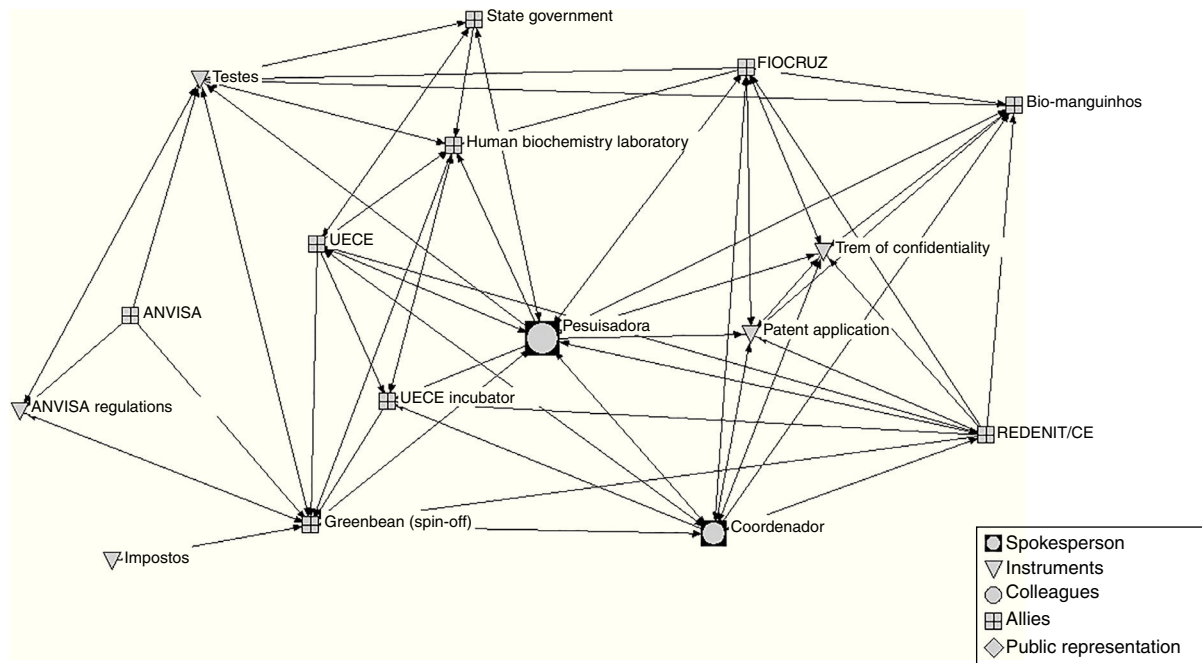 State government
FIOCRUZ
Testes
Bio-manguinhos
Human biochemistry laboratory
UECE
Trem of confidentiality
ANVISA
Pesuisadora
Patent application
UECE incubator
ANVISA regulations
REDENIT/CE
Greenbean (spin-off)
Coordenador
Impostos
Spokesperson
Instruments
Colleagues
Allies
Public representation